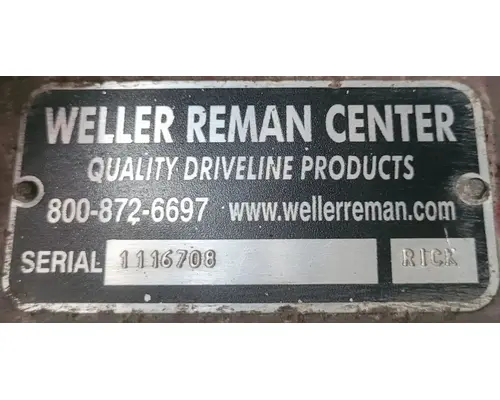 WELLER REMAN CENTER
QUALITY DRIVELINE PRODUCTS
800-872-6697 www.wellerreman.com
SERIAL 1116708 RICK